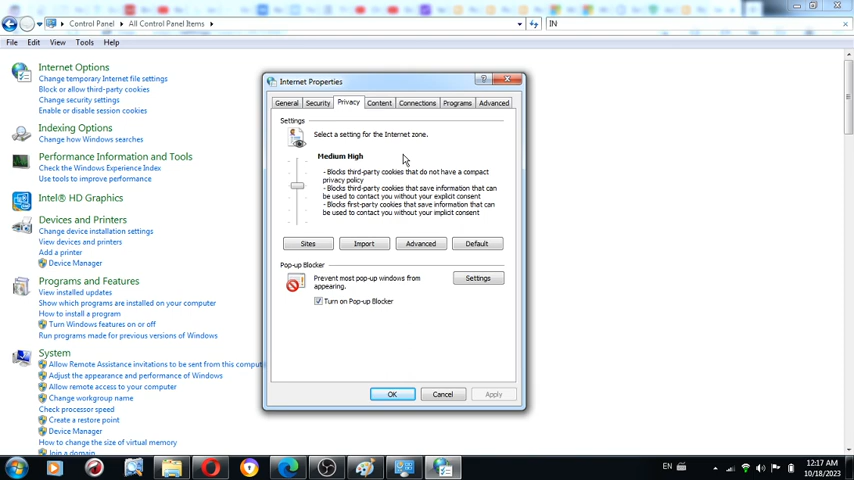 Control Panel
All Control Panel Items
IN
File Edit View Tools Help
Internet Options
Change temporary Internet file settings
Block or allow third-party cookies
Change security settings
Enable or disable session cookies
Indexing Options
Change how Windows searches
Performance Information and Tools
Check the Windows Experience Index
Use tools to improve performance
Intel® HD Graphics
Devices and Printers
Change device installation settings
View devices and printers
Add a printer
Device Manager
Programs and Features
View installed updates
Show which programs are installed on your computer
How to install a program
Turn Windows features on or off
Run programs made for previous versions of Windows
System
Allow Remote Assistance invitations to be sent from this comput
Adjust the appearance and performance of Windows
Allow remote access to your computer
Change workgroup name
Check processor speed
Create a restore point
Device Manager
How to change the size of virtual memory
Join a domain
Internet Properties
General Security Privacy Content Connections Programs Advanced
Settings
Select a setting for the Internet zone.
Medium High
- Blocks third-party cookies that do not have a compact
privacy policy
- Blocks third-party cookies that save information that can
be used to contact you without your explicit consent
- Blocks first-party cookies that save information that can
be used to contact you without your implicit consent
Sites Import Advanced Default
Pop-up Blocker
Prevent most pop-up windows from
appearing.
Settings
Turn on Pop-up Blocker
OK Cancel Apply
EN
12:17 AM
10/18/2023